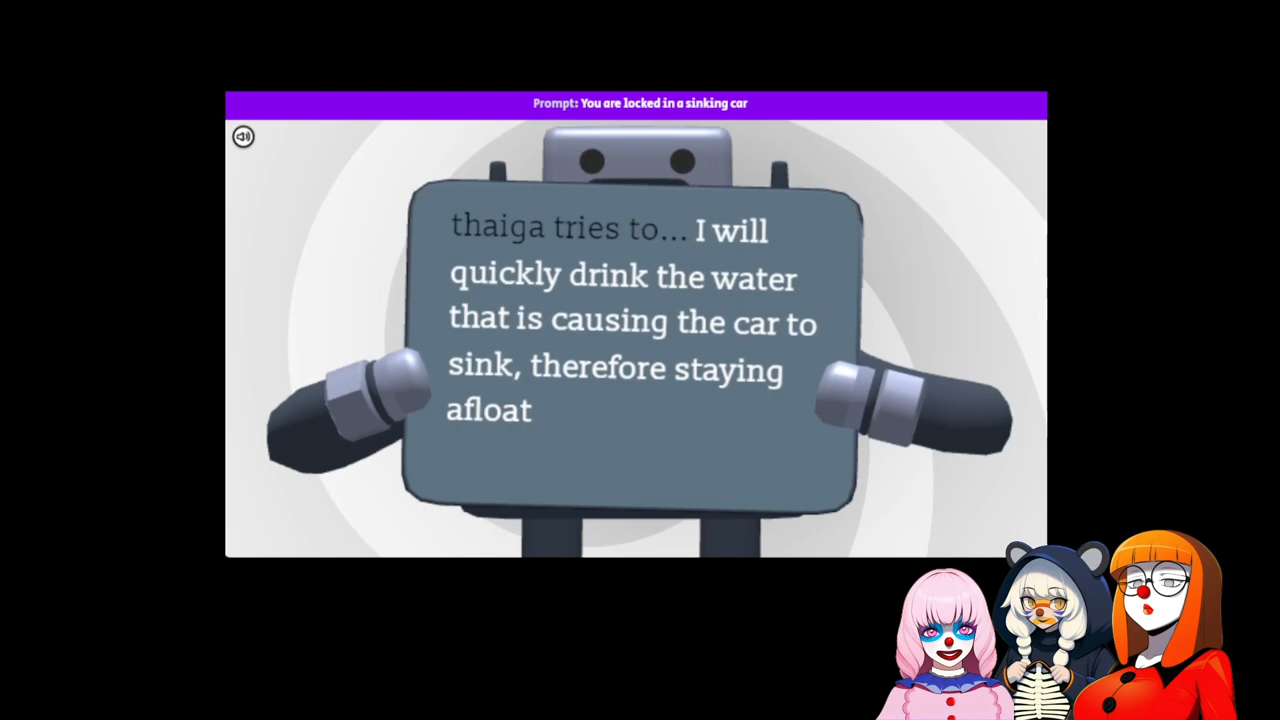 Prompt: You are locked in a sinking car
thaiga tries to... I will
quickly drink the water
that is causing the car to
sink, therefore staying
afloat